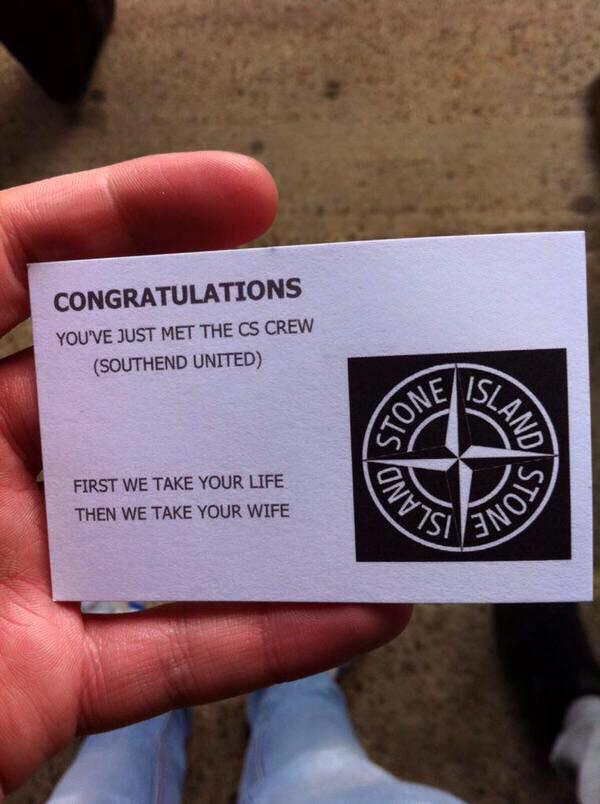 CONGRATULATIONS
YOU'VE JUST MET THE CS CREW
(SOUTHEND UNITED)
FIRST WE TAKE YOUR LIFE
THEN WE TAKE YOUR WIFE
STONE ISLAND STONE ISLAND